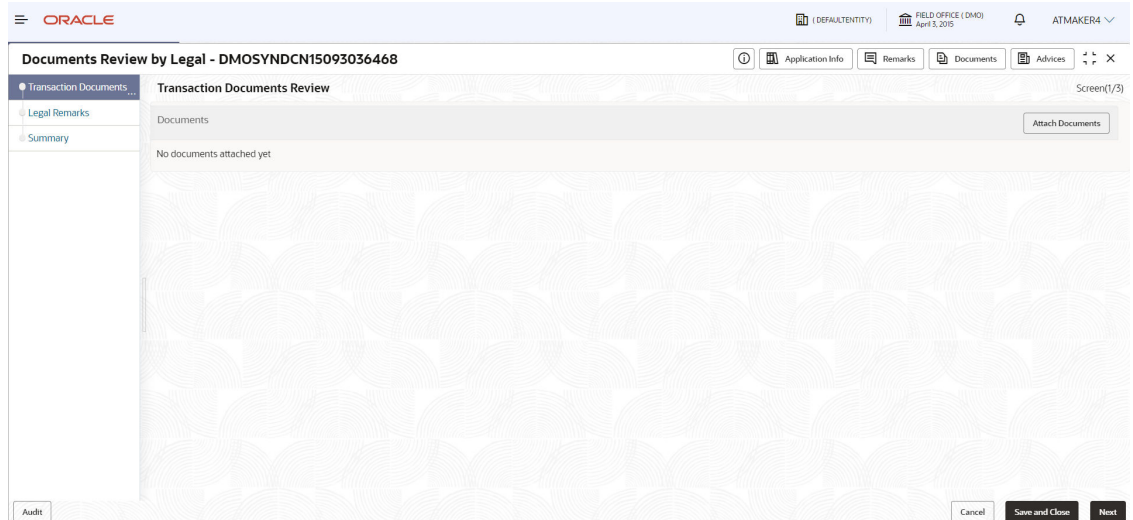 ORACLE
( DEFAULTENTITY)
FIELD OFFICE ( DMO)
April 3, 2015
ATMAKER4
Documents Review by Legal - DMOSYNDCN15093036468
Application Info
Remarks
Documents
Advices
Transaction Documents ...
Legal Remarks
Summary
Transaction Documents Review
Screen(1/3)
Documents
Attach Documents
No documents attached yet
Audit
Cancel
Save and Close
Next